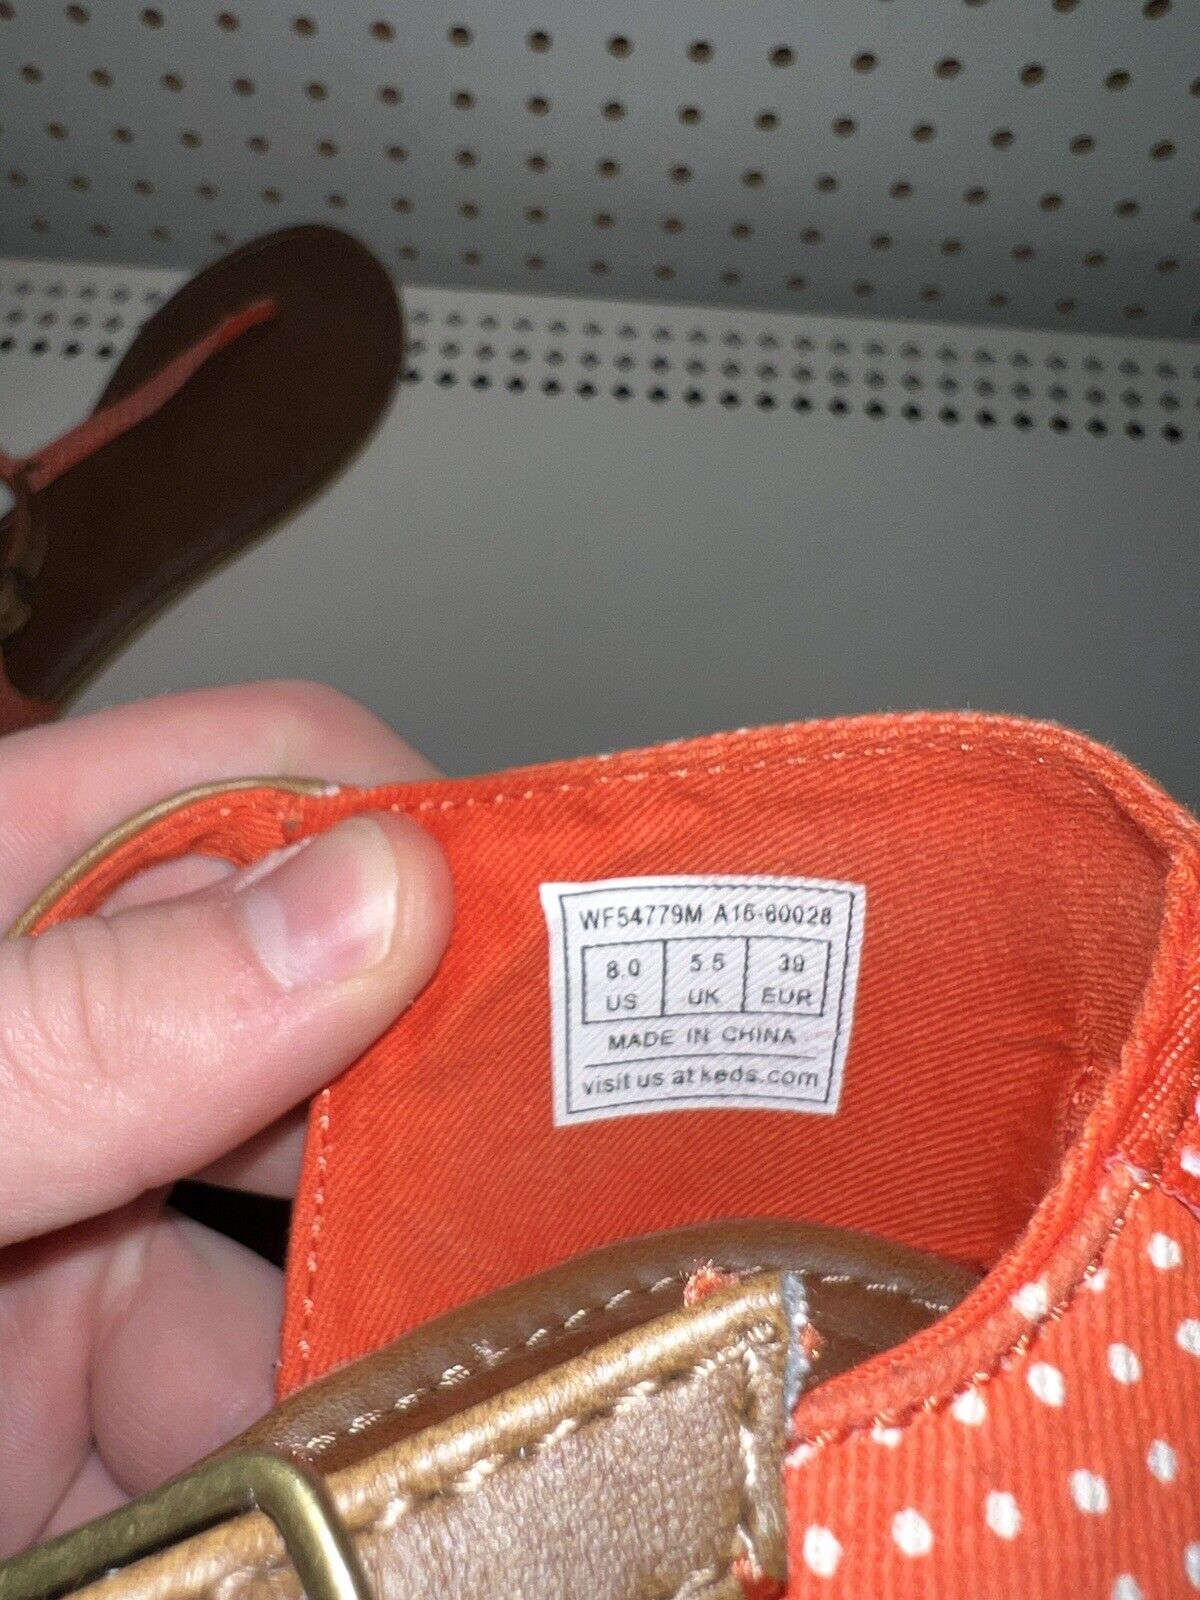 WF54779M A16-60028
8.0 5.5 39
US UK EUR
MADE IN CHINA
visit us at keds.com